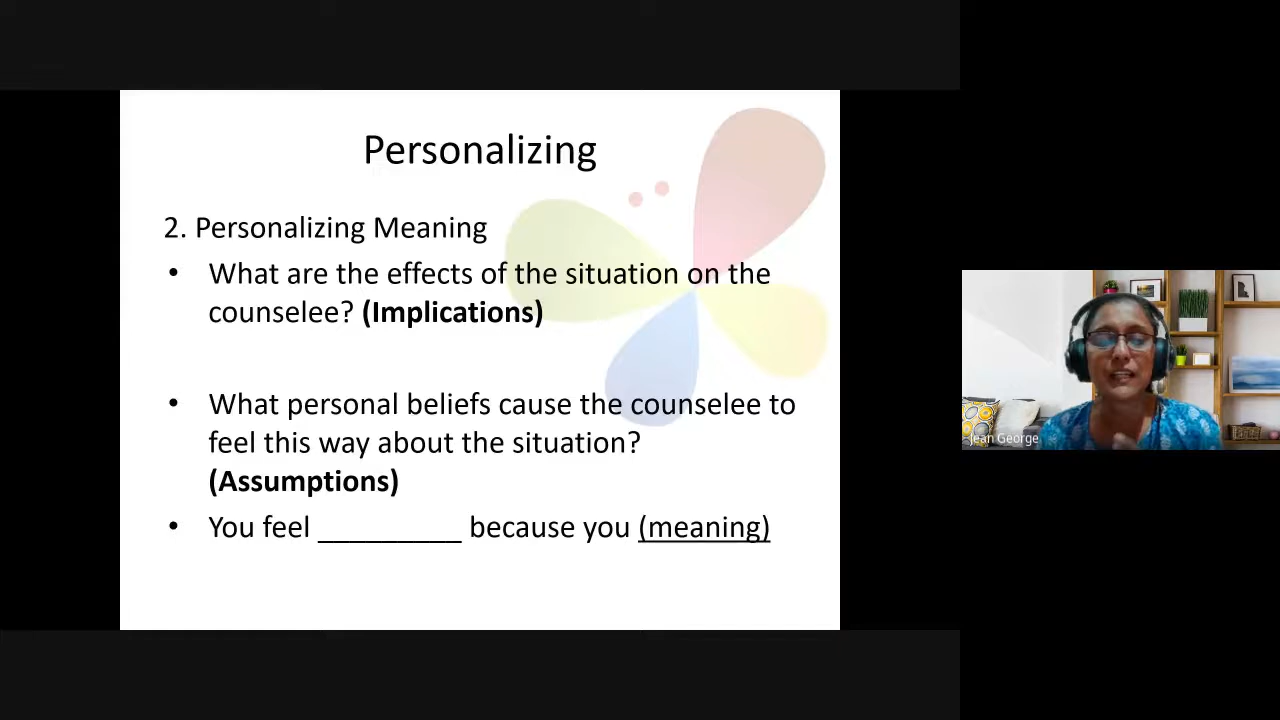 Personalizing
2. Personalizing Meaning
• What are the effects of the situation on the
counselee? (Implications)
• What personal beliefs cause the counselee to
feel this way about the situation?
(Assumptions)
• You feel _________ because you (meaning)
Jean George